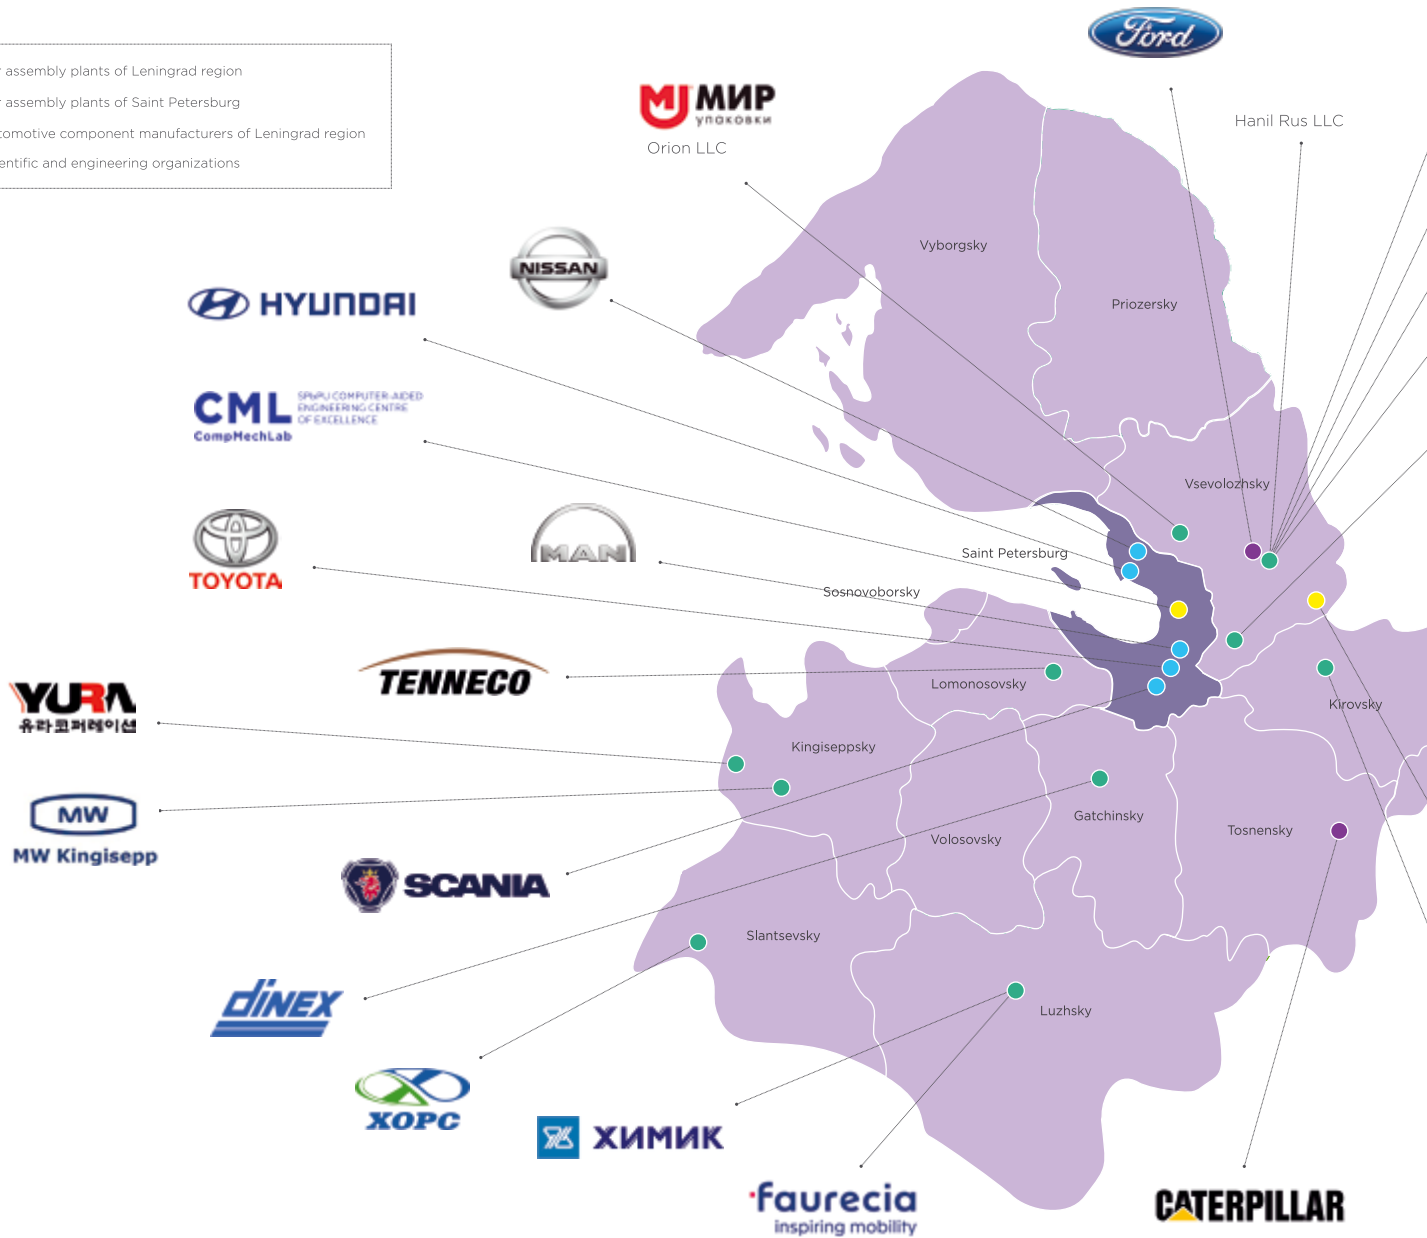 r assembly plants of Leningrad region
r assembly plants of Saint Petersburg
tomotive component manufacturers of Leningrad region
entific and engineering organizations
Ford
МИР
упаковки
Orion LLC
Hanil Rus LLC
NISSAN
HYUNDAI
CML
CompMechLab
SPbPU COMPUTER-AIDED
ENGINEERING CENTRE
OF EXCELLENCE
TOYOTA
MAN
TENNECO
YURA
유라코퍼레이션
MW
MW Kingisepp
SCANIA
DINEX
ХОРС
ХИМИК
faurecia
inspiring mobility
CATERPILLAR
Vyborgsky
Priozersky
Vsevolozhsky
Saint Petersburg
Sosnovoborsky
Lomonosovsky
Kingiseppsky
Kirovsky
Volosovsky
Gatchinsky
Tosnensky
Slantsevsky
Luzhsky